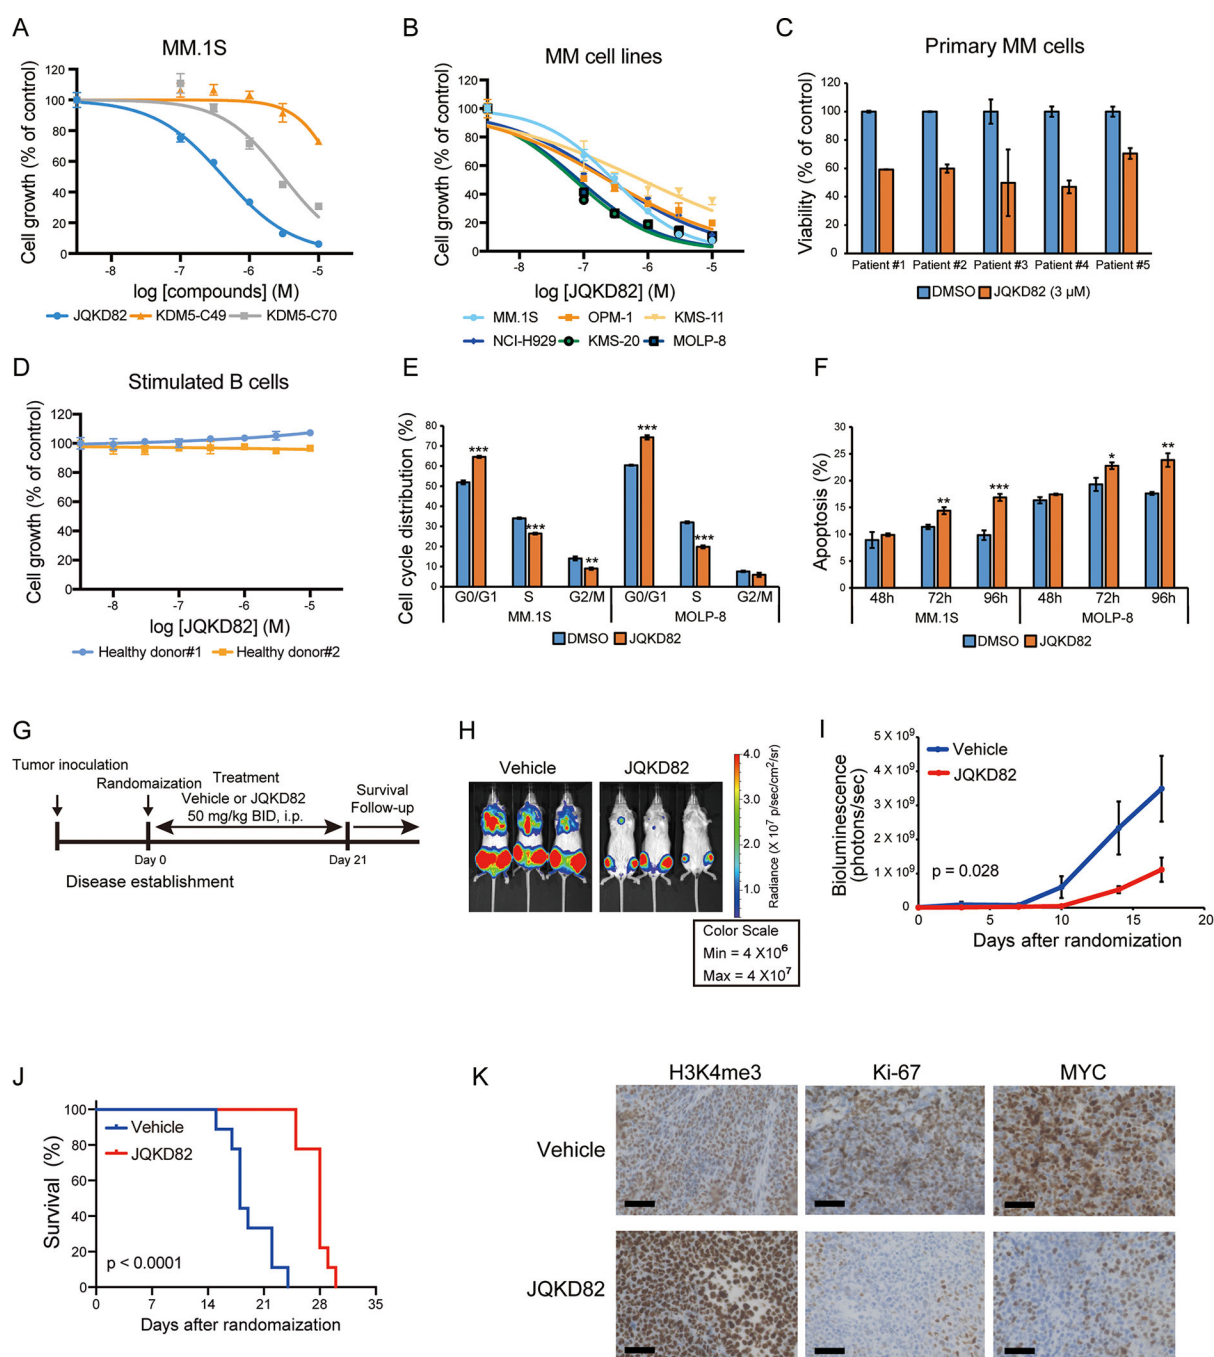 A
MM.1S
Cell growth (% of control)
120
100
80
60
40
20
0
-8
-7
-6
-5
log [compounds] (M)
JQKD82
KDM5-C49
KDM5-C70
B
MM cell lines
Cell growth (% of control)
120
100
80
60
40
20
0
-8
-7
-6
-5
log [JQKD82] (M)
MM.1S
OPM-1
KMS-11
NCI-H929
KMS-20
MOLP-8
C
Primary MM cells
Viability (% of control)
120
100
80
60
40
20
0
Patient #1
Patient #2
Patient #3
Patient #4
Patient #5
DMSO
JQKD82 (3 µM)
D
Stimulated B cells
Cell growth (% of control)
120
100
80
60
40
20
0
-8
-7
-6
-5
log [JQKD82] (M)
Healthy donor#1
Healthy donor#2
E
Cell cycle distribution (%)
80
70
60
50
40
30
20
10
0
***
***
**
***
***
G0/G1
S
G2/M
G0/G1
S
G2/M
MM.1S
MOLP-8
DMSO
JQKD82
F
Apoptosis (%)
30
25
20
15
10
5
0
**
***
*
**
48h
72h
96h
48h
72h
96h
MM.1S
MOLP-8
DMSO
JQKD82
G
Tumor inoculation
Randomaization
Treatment
Vehicle or JQKD82
50 mg/kg BID, i.p.
Survival
Follow-up
Day 0
Day 21
Disease establishment
H
Vehicle
JQKD82
4.0
3.0
2.0
1.0
Radiance (X 10⁷ p/sec/cm²/sr)
Color Scale
Min = 4 X10⁶
Max = 4 X10⁷
I
Bioluminescence
(photons/sec)
5 X 10⁹
4 X 10⁹
3 X 10⁹
2 X 10⁹
1 X 10⁹
0
Vehicle
JQKD82
p = 0.028
0
5
10
15
20
Days after randomization
J
Survival (%)
100
80
60
40
20
0
Vehicle
JQKD82
p < 0.0001
0
7
14
21
28
35
Days after randomaization
K
H3K4me3
Ki-67
MYC
Vehicle
JQKD82